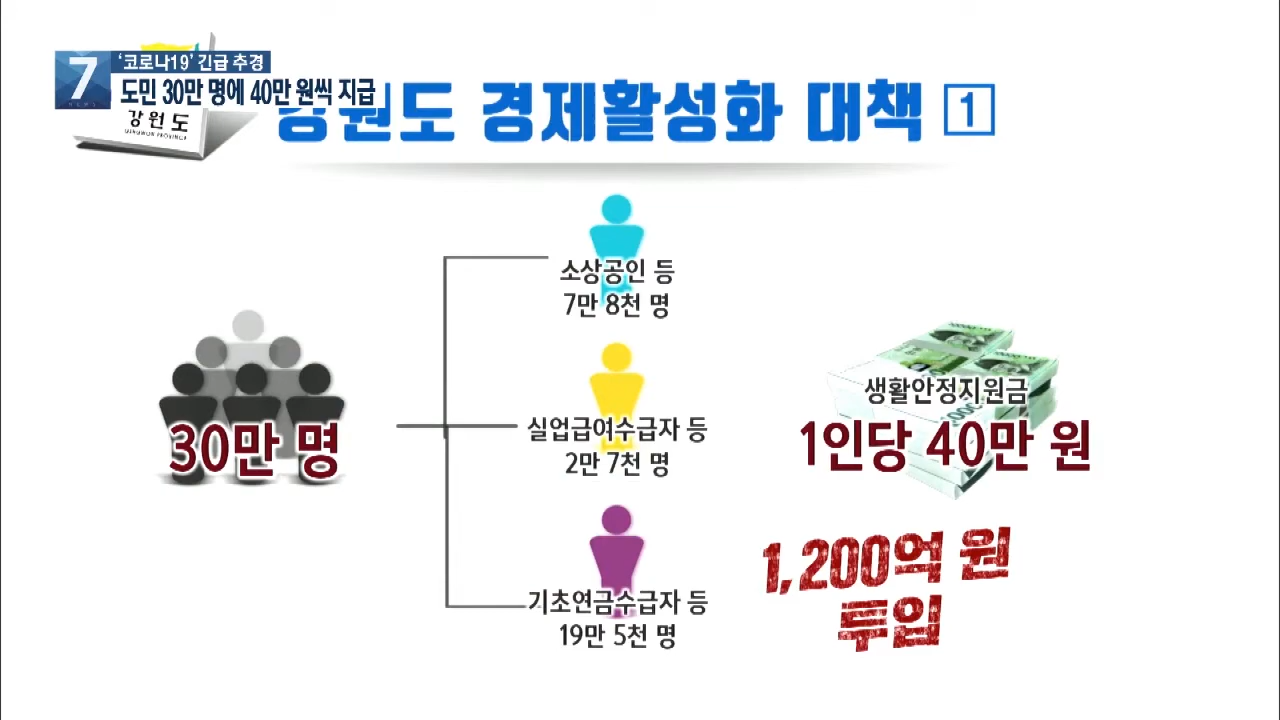 7
NEWS
'코로나19' 긴급 추경
도민 30만 명에 40만 원씩 지급
강원도
GANGWON PROVINCE
강원도 경제활성화 대책 1
소상공인 등
7만 8천 명
30만 명
실업급여수급자 등
2만 7천 명
기초연금수급자 등
19만 5천 명
생활안정지원금
1인당 40만 원
1,200억 원
투입